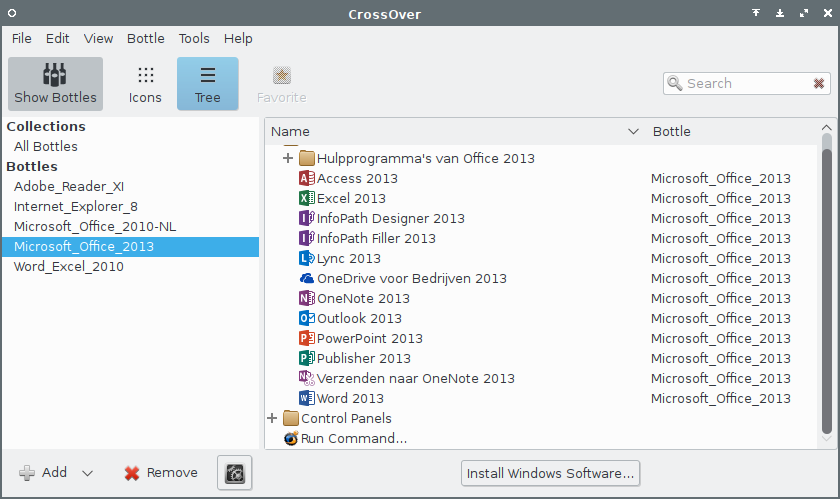 CrossOver
File Edit View Bottle Tools Help
Show Bottles Icons Tree Favorite Search
Collections
All Bottles
Bottles
Adobe_Reader_XI
Internet_Explorer_8
Microsoft_Office_2010-NL
Microsoft_Office_2013
Word_Excel_2010
Name Bottle
Hulpprogramma's van Office 2013
Access 2013 Microsoft_Office_2013
Excel 2013 Microsoft_Office_2013
InfoPath Designer 2013 Microsoft_Office_2013
InfoPath Filler 2013 Microsoft_Office_2013
Lync 2013 Microsoft_Office_2013
OneDrive voor Bedrijven 2013 Microsoft_Office_2013
OneNote 2013 Microsoft_Office_2013
Outlook 2013 Microsoft_Office_2013
PowerPoint 2013 Microsoft_Office_2013
Publisher 2013 Microsoft_Office_2013
Verzenden naar OneNote 2013 Microsoft_Office_2013
Word 2013 Microsoft_Office_2013
Control Panels
Run Command...
Add Remove Install Windows Software...